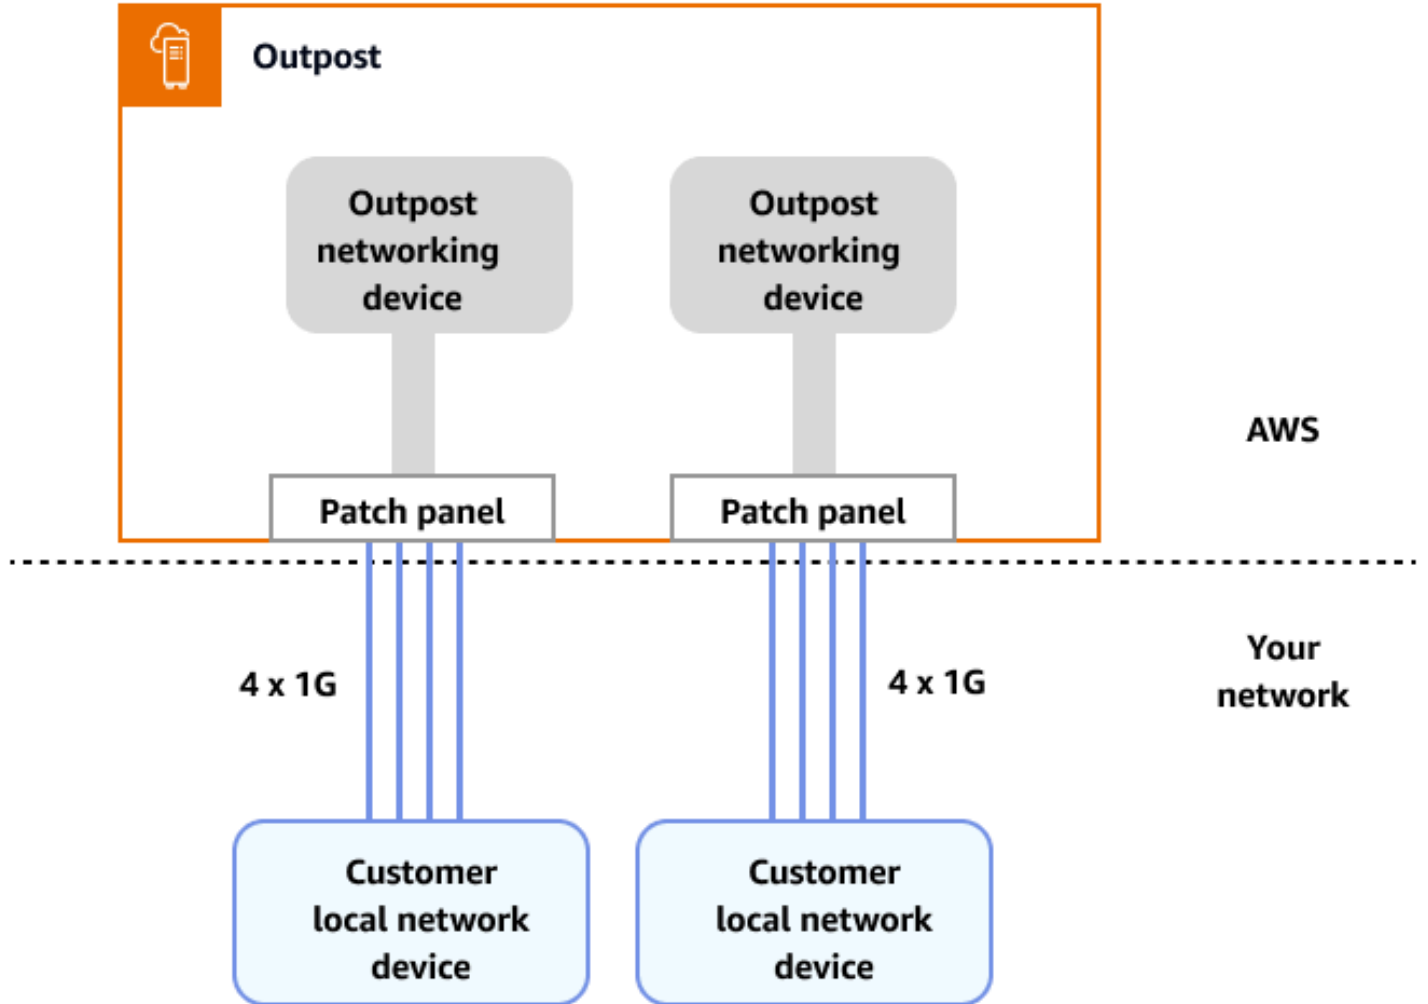 Outpost
Outpost
networking
device
Outpost
networking
device
AWS
Patch panel
Patch panel
4 x 1G
4 x 1G
Your
network
Customer
local network
device
Customer
local network
device